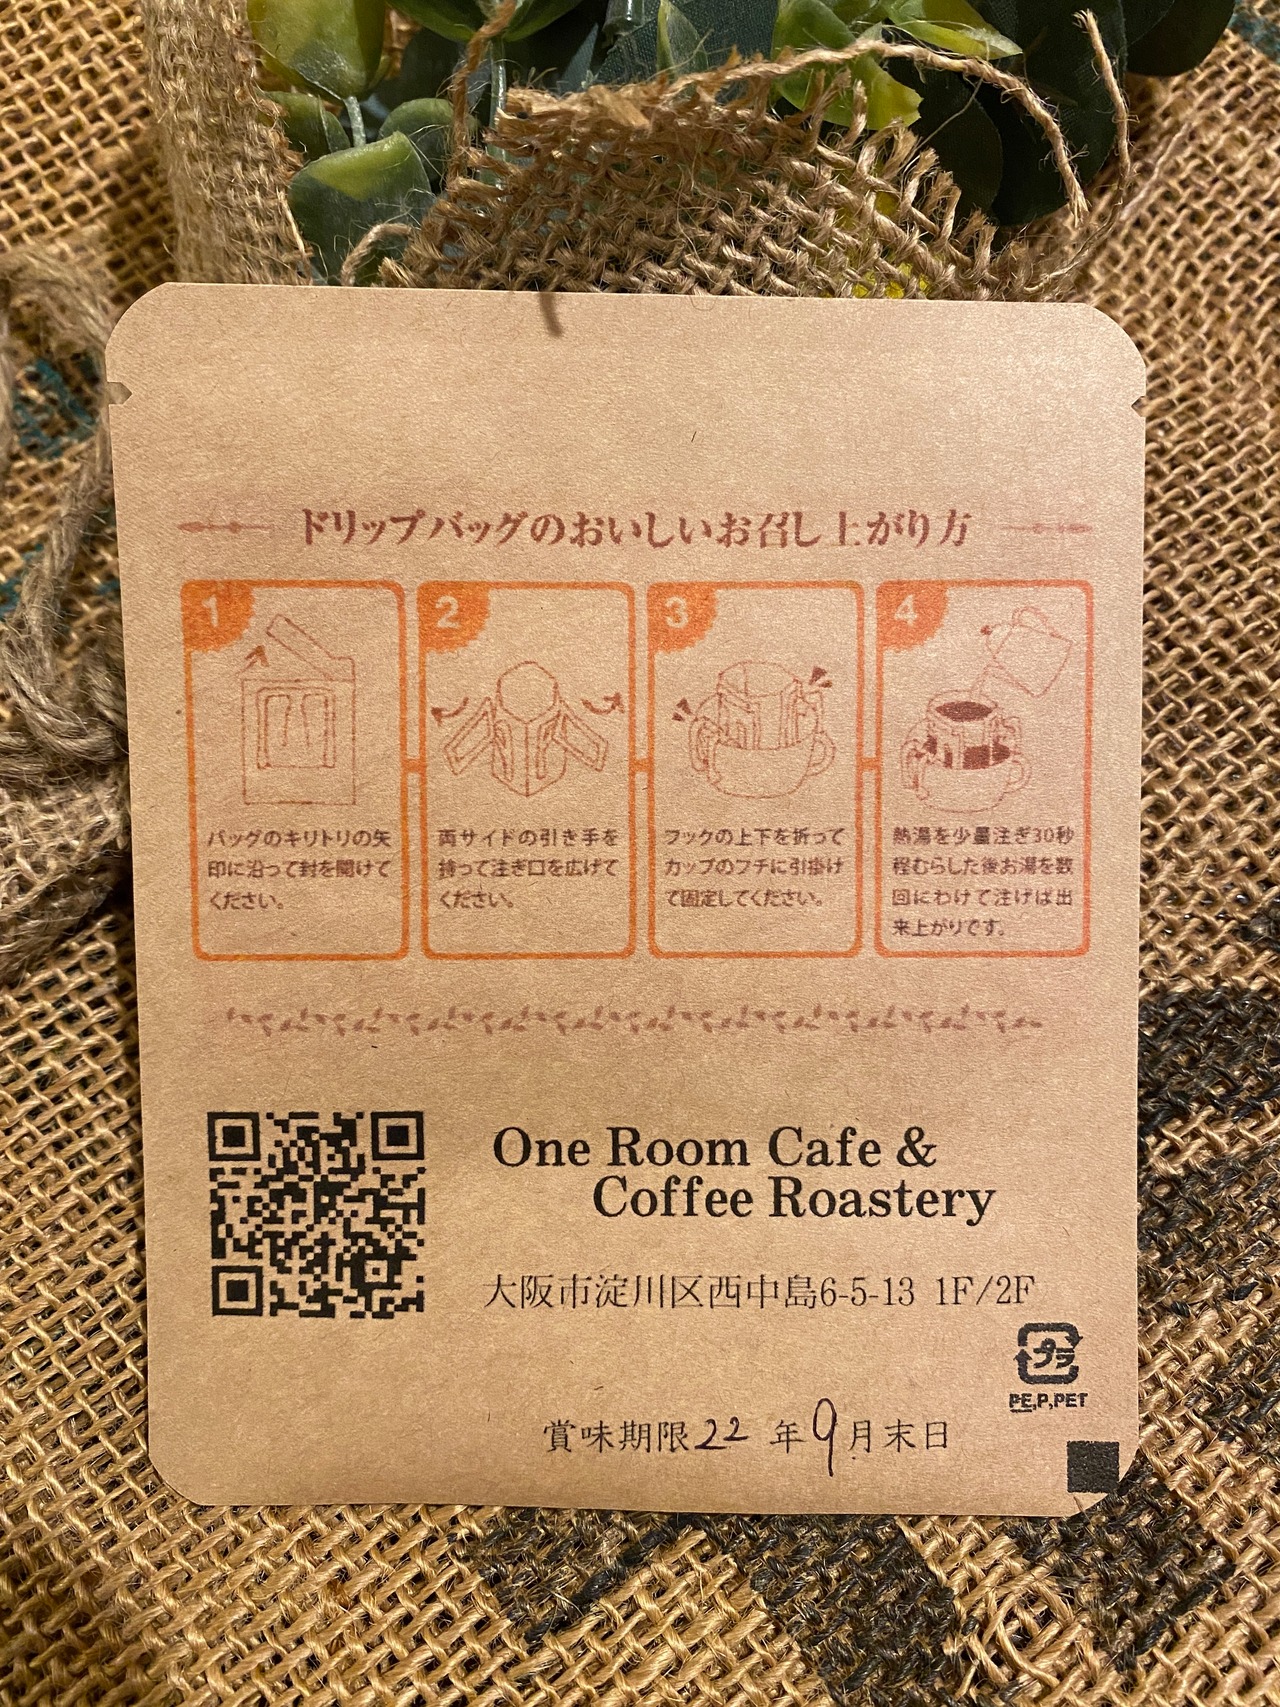 ドリップバッグのおいしいお召し上がり方
1
バッグのキリトリの矢
印に沿って封を開けて
ください。
2
両サイドの引き手を
持って注ぎ口を広げて
ください。
3
フックの上下を折って
カップのフチに引掛け
て固定してください。
4
熱湯を少量注ぎ30秒
程むらした後お湯を数
回にわけて注げば出
来上がりです。
One Room Cafe &
Coffee Roastery
大阪市淀川区西中島6-5-13 1F/2F
プラ
PE,P,PET
賞味期限22年9月末日